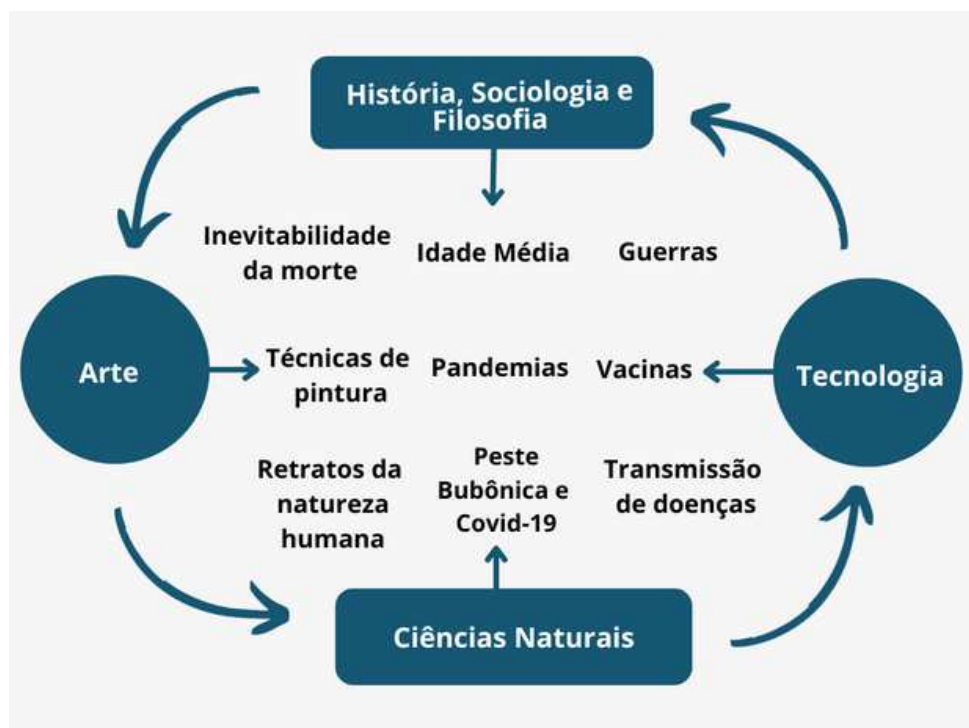 História, Sociologia e
Filosofia
Inevitabilidade
da morte
Idade Média
Guerras
Arte
Técnicas de
pintura
Pandemias
Vacinas
Tecnologia
Retratos da
natureza
humana
Peste
Bubônica e
Covid-19
Transmissão
de doenças
Ciências Naturais